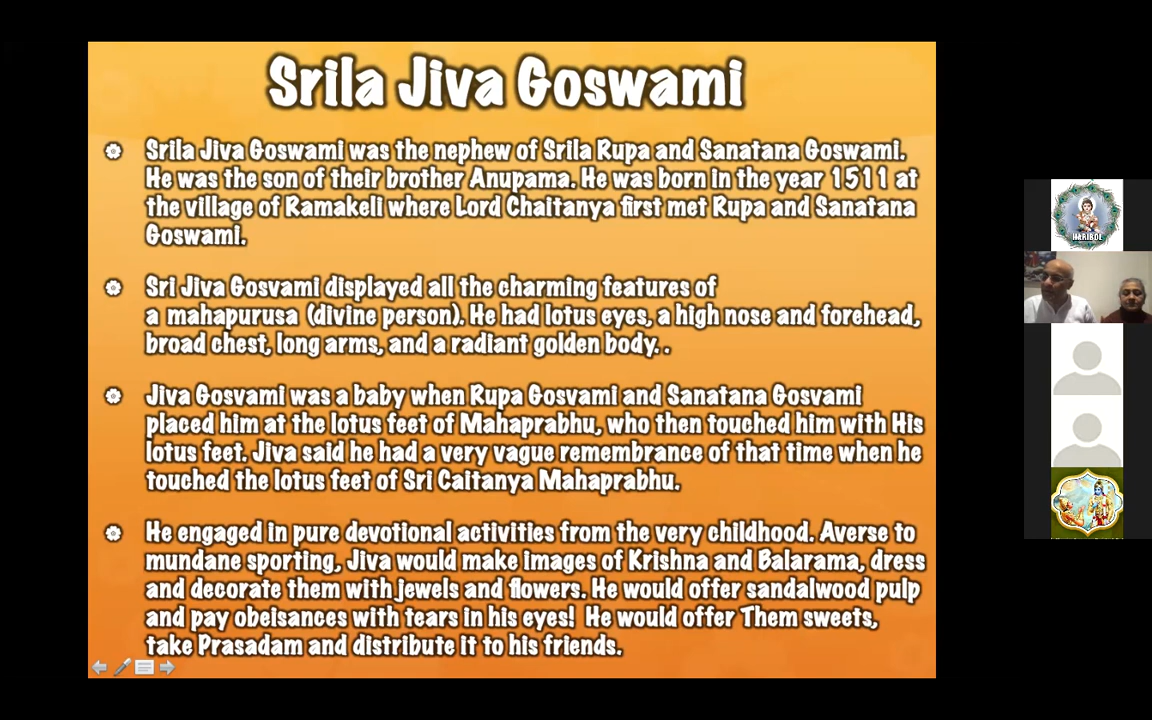 Srila Jiva Goswami
Srila Jiva Goswami was the nephew of Srila Rupa and Sanatana Goswami.
He was the son of their brother Anupama. He was born in the year 1511 at
the village of Ramakeli where Lord Chaitanya first met Rupa and Sanatana
Goswami.
Sri Jiva Gosvami displayed all the charming features of
a mahapurusa (divine person). He had lotus eyes, a high nose and forehead,
broad chest, long arms, and a radiant golden body. .
Jiva Gosvami was a baby when Rupa Gosvami and Sanatana Gosvami
placed him at the lotus feet of Mahaprabhu, who then touched him with His
lotus feet. Jiva said he had a very vague remembrance of that time when he
touched the lotus feet of Sri Caitanya Mahaprabhu.
He engaged in pure devotional activities from the very childhood. Averse to
mundane sporting, Jiva would make images of Krishna and Balarama, dress
and decorate them with jewels and flowers. He would offer sandalwood pulp
and pay obeisances with tears in his eyes! He would offer Them sweets,
take Prasadam and distribute it to his friends.
HARIBOL